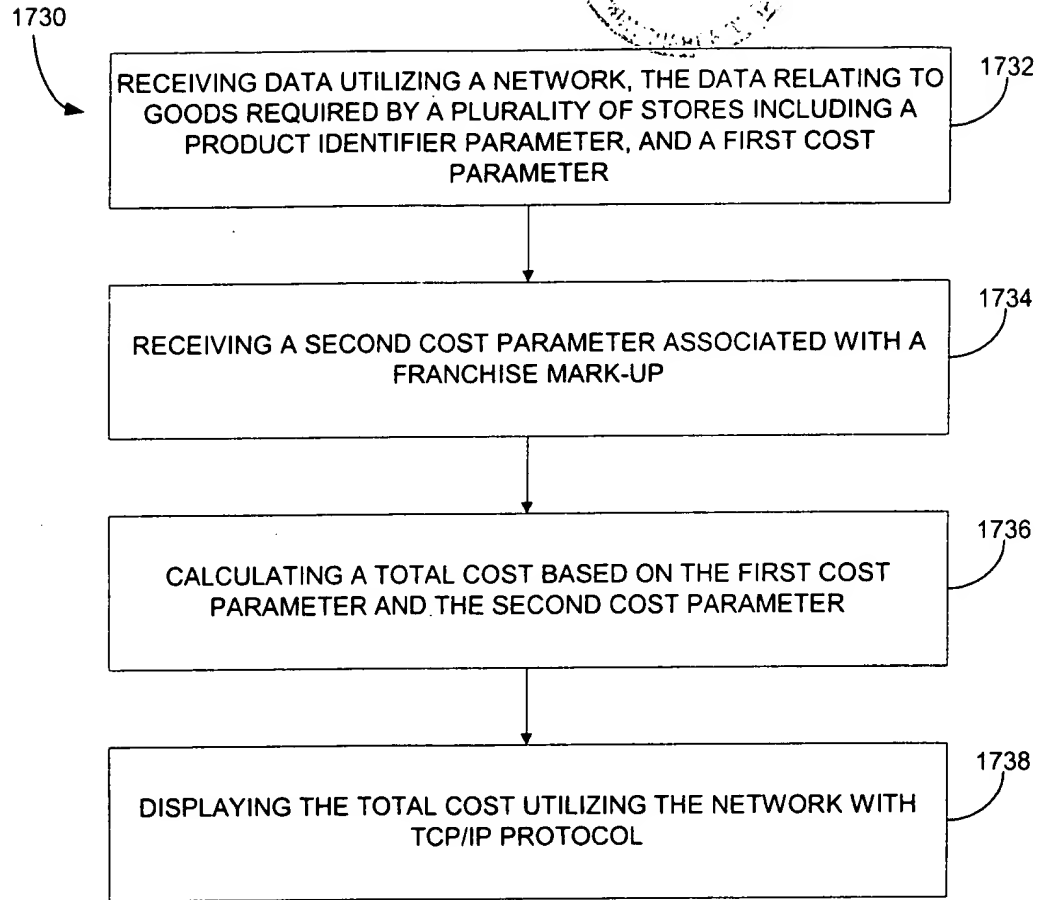 1730
RECEIVING DATA UTILIZING A NETWORK, THE DATA RELATING TO
GOODS REQUIRED BY A PLURALITY OF STORES INCLUDING A
PRODUCT IDENTIFIER PARAMETER, AND A FIRST COST
PARAMETER
1732
RECEIVING A SECOND COST PARAMETER ASSOCIATED WITH A
FRANCHISE MARK-UP
1734
CALCULATING A TOTAL COST BASED ON THE FIRST COST
PARAMETER AND THE SECOND COST PARAMETER
1736
DISPLAYING THE TOTAL COST UTILIZING THE NETWORK WITH
TCP/IP PROTOCOL
1738